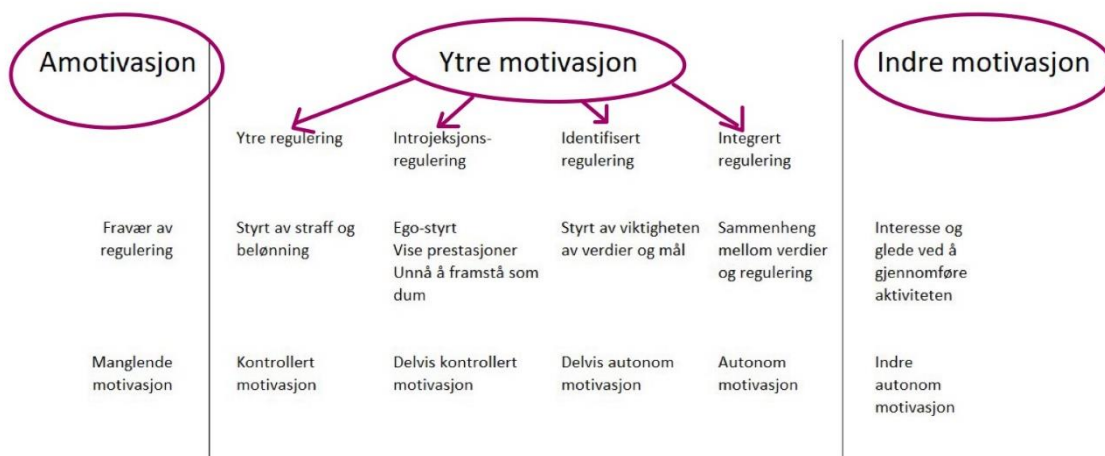 Amotivasjon
Ytre motivasjon
Indre motivasjon
Ytre regulering
Introjeksjons-
regulering
Identifisert
regulering
Integrert
regulering
Fravær av
regulering
Styrt av straff og
belønning
Ego-styrt
Vise prestasjoner
Unnå å framstå som
dum
Styrt av viktigheten
av verdier og mål
Sammenheng
mellom verdier
og regulering
Interesse og
glede ved å
gjennomføre
aktiviteten
Manglende
motivasjon
Kontrollert
motivasjon
Delvis kontrollert
motivasjon
Delvis autonom
motivasjon
Autonom
motivasjon
Indre
autonom
motivasjon